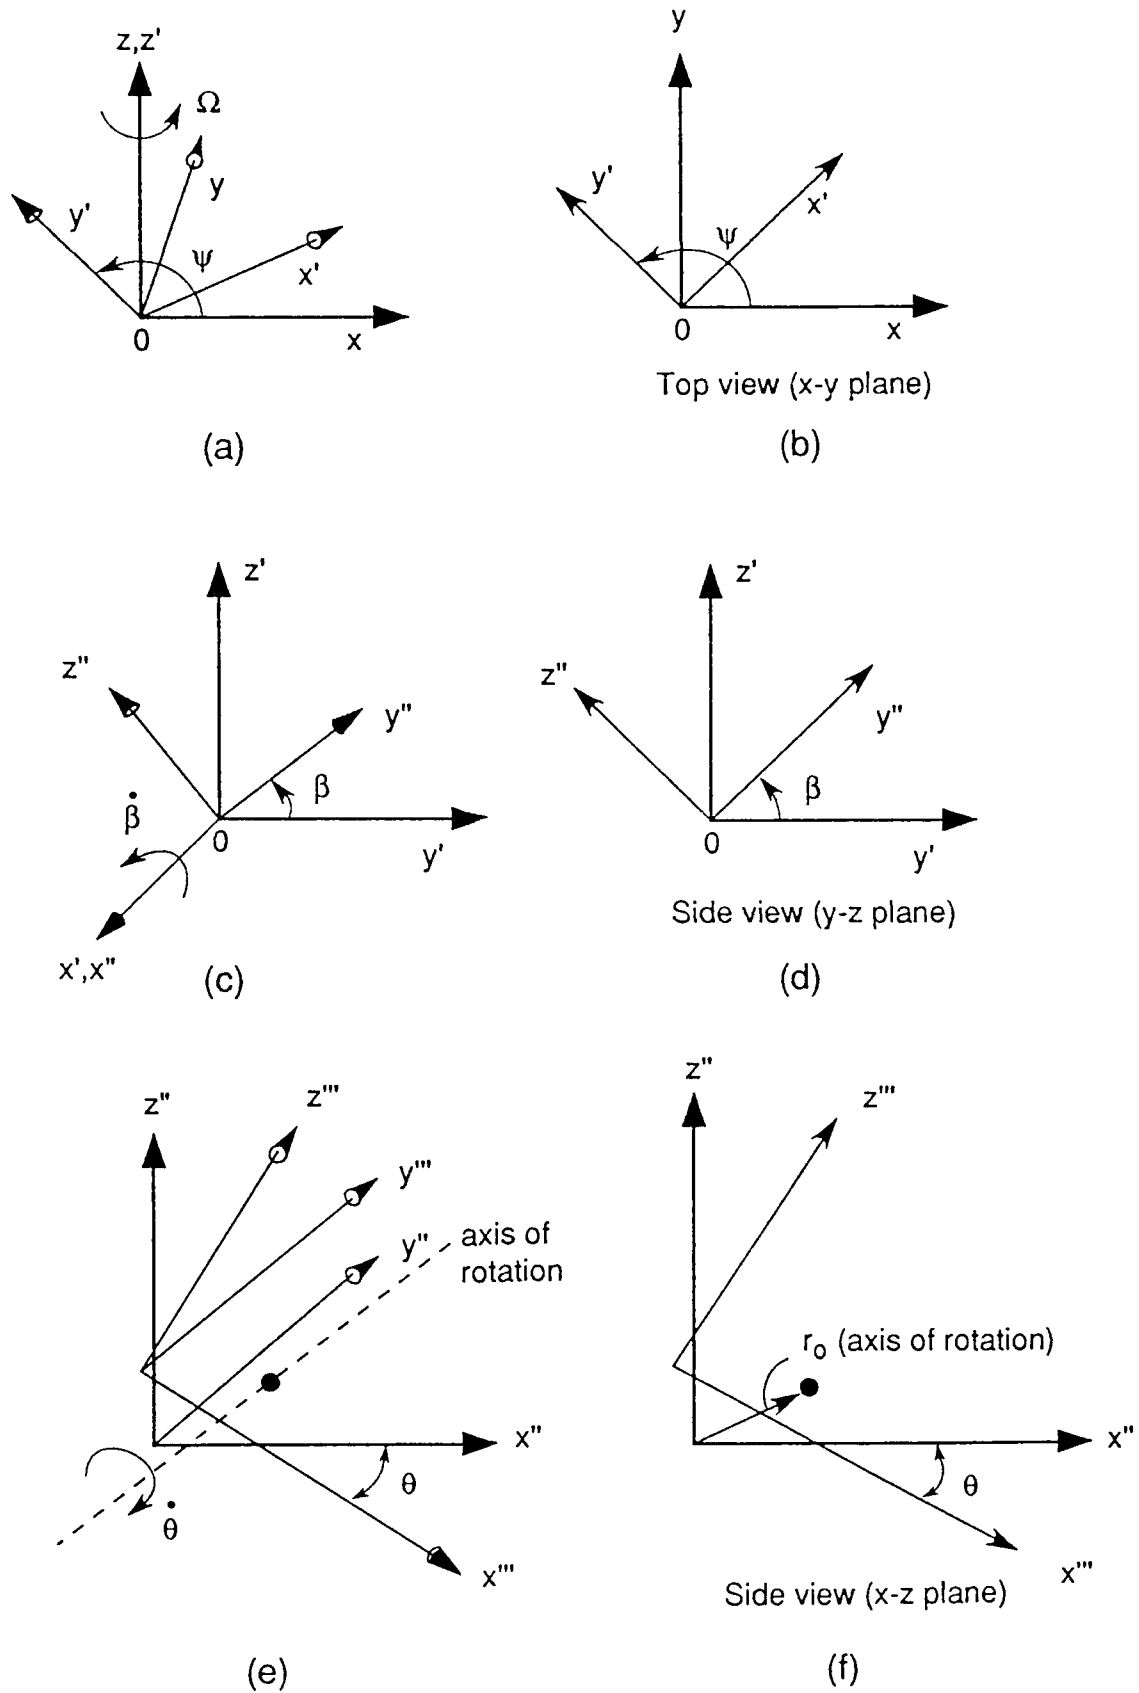 z,z'
Ω
y
y'
ψ
x'
0
x
(a)
y
y'
x'
ψ
0
x
Top view (x-y plane)
(b)
z'
z"
y"
β
β̇
0
y'
x',x"
(c)
z'
z"
y"
β
0
y'
Side view (y-z plane)
(d)
z"
z'''
y'''
y"
axis of
rotation
x"
θ
θ̇
x'''
(e)
z"
z'''
r₀ (axis of rotation)
x"
θ
x'''
Side view (x-z plane)
(f)